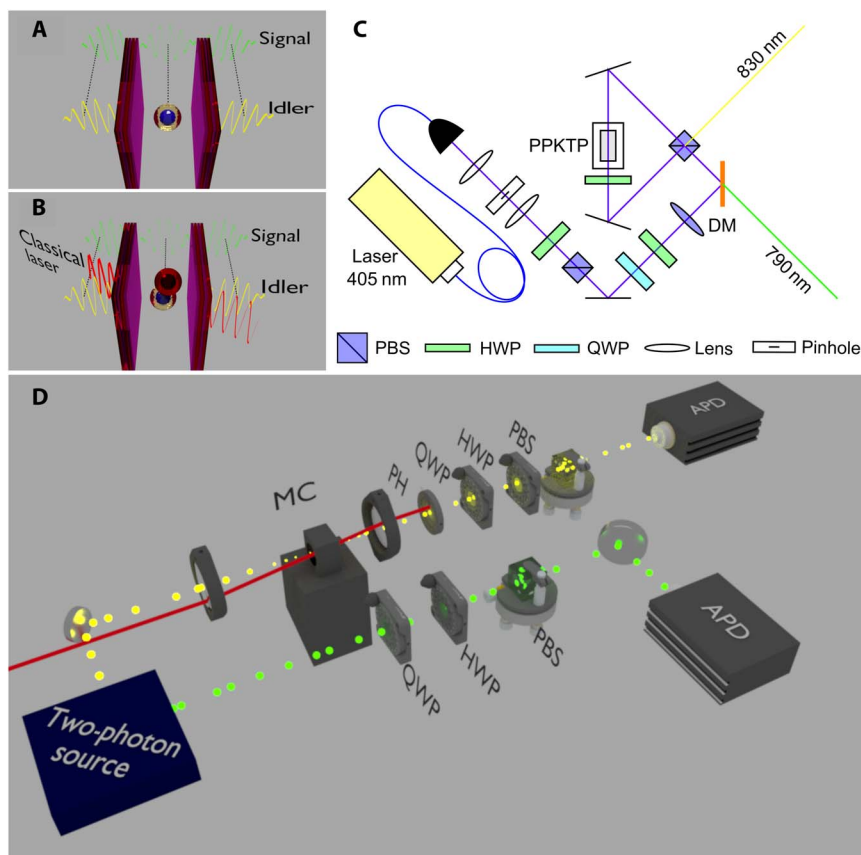 A
Signal
Idler
B
Signal
Classical
laser
Idler
C
830 nm
PPKTP
DM
790 nm
Laser
405 nm
PBS
HWP
QWP
Lens
Pinhole
D
APD
PBS
HWP
QWP
PH
MC
APD
PBS
HWP
QWP
Two-photon
source